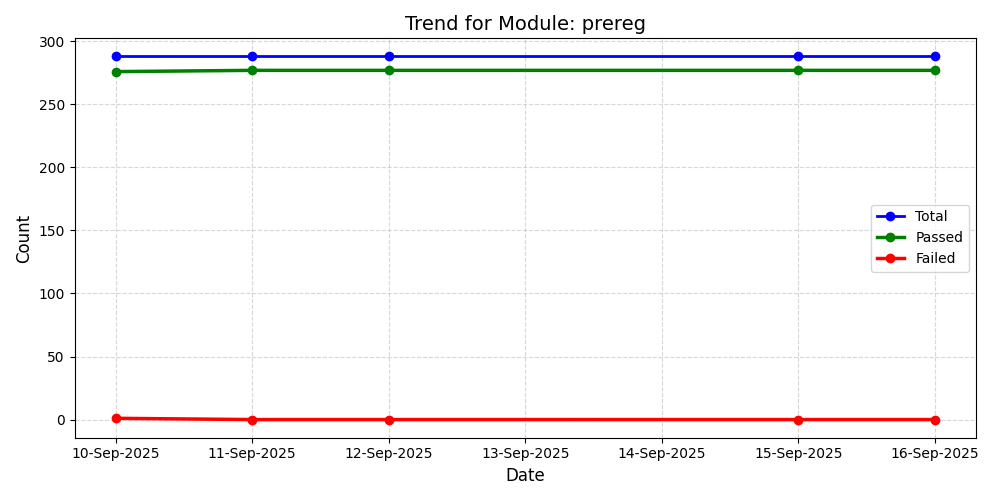 Trend for Module: prereg
300
250
200
150
100
50
0
Count
Total
Passed
Failed
10-Sep-2025
11-Sep-2025
12-Sep-2025
13-Sep-2025
14-Sep-2025
15-Sep-2025
16-Sep-2025
Date